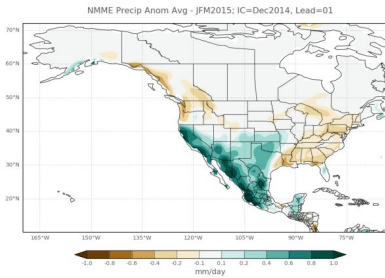 NMME Precip Anom Avg - JFM2015; IC=Dec2014, Lead=01
70°N
60°N
50°N
40°N
30°N
20°N
165°W 150°W 135°W 120°W 105°W 90°W 75°W
-1.0 -0.8 -0.6 -0.4 -0.2 -0.1 0.1 0.2 0.4 0.6 0.8 1.0
mm/day